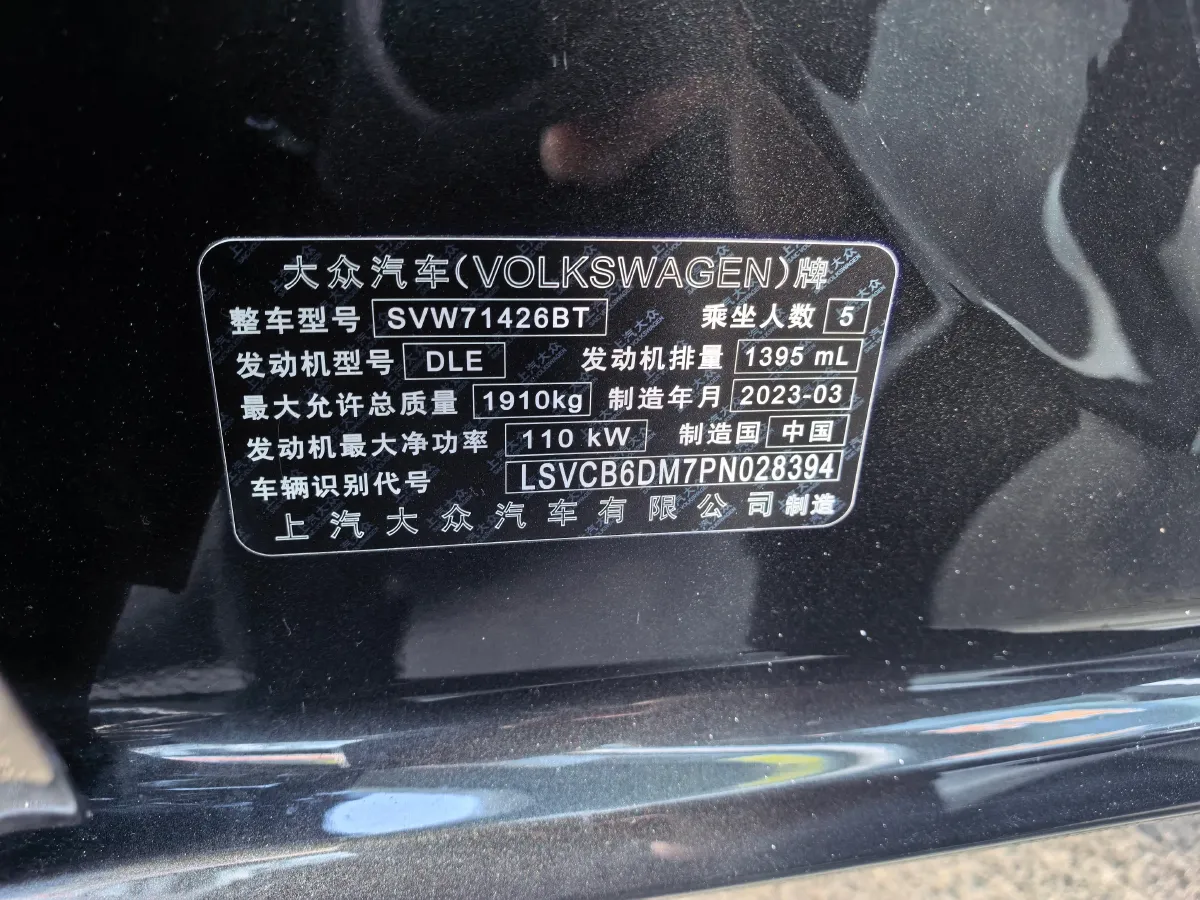 大众汽车(VOLKSWAGEN)牌
整车型号 SVW71426BT 乘坐人数 5
发动机型号 DLE 发动机排量 1395 mL
最大允许总质量 1910kg 制造年月 2023-03
发动机最大净功率 110 kW 制造国 中国
车辆识别代号 LSVCB6DM7PN028394
上汽大众汽车有限公司制造